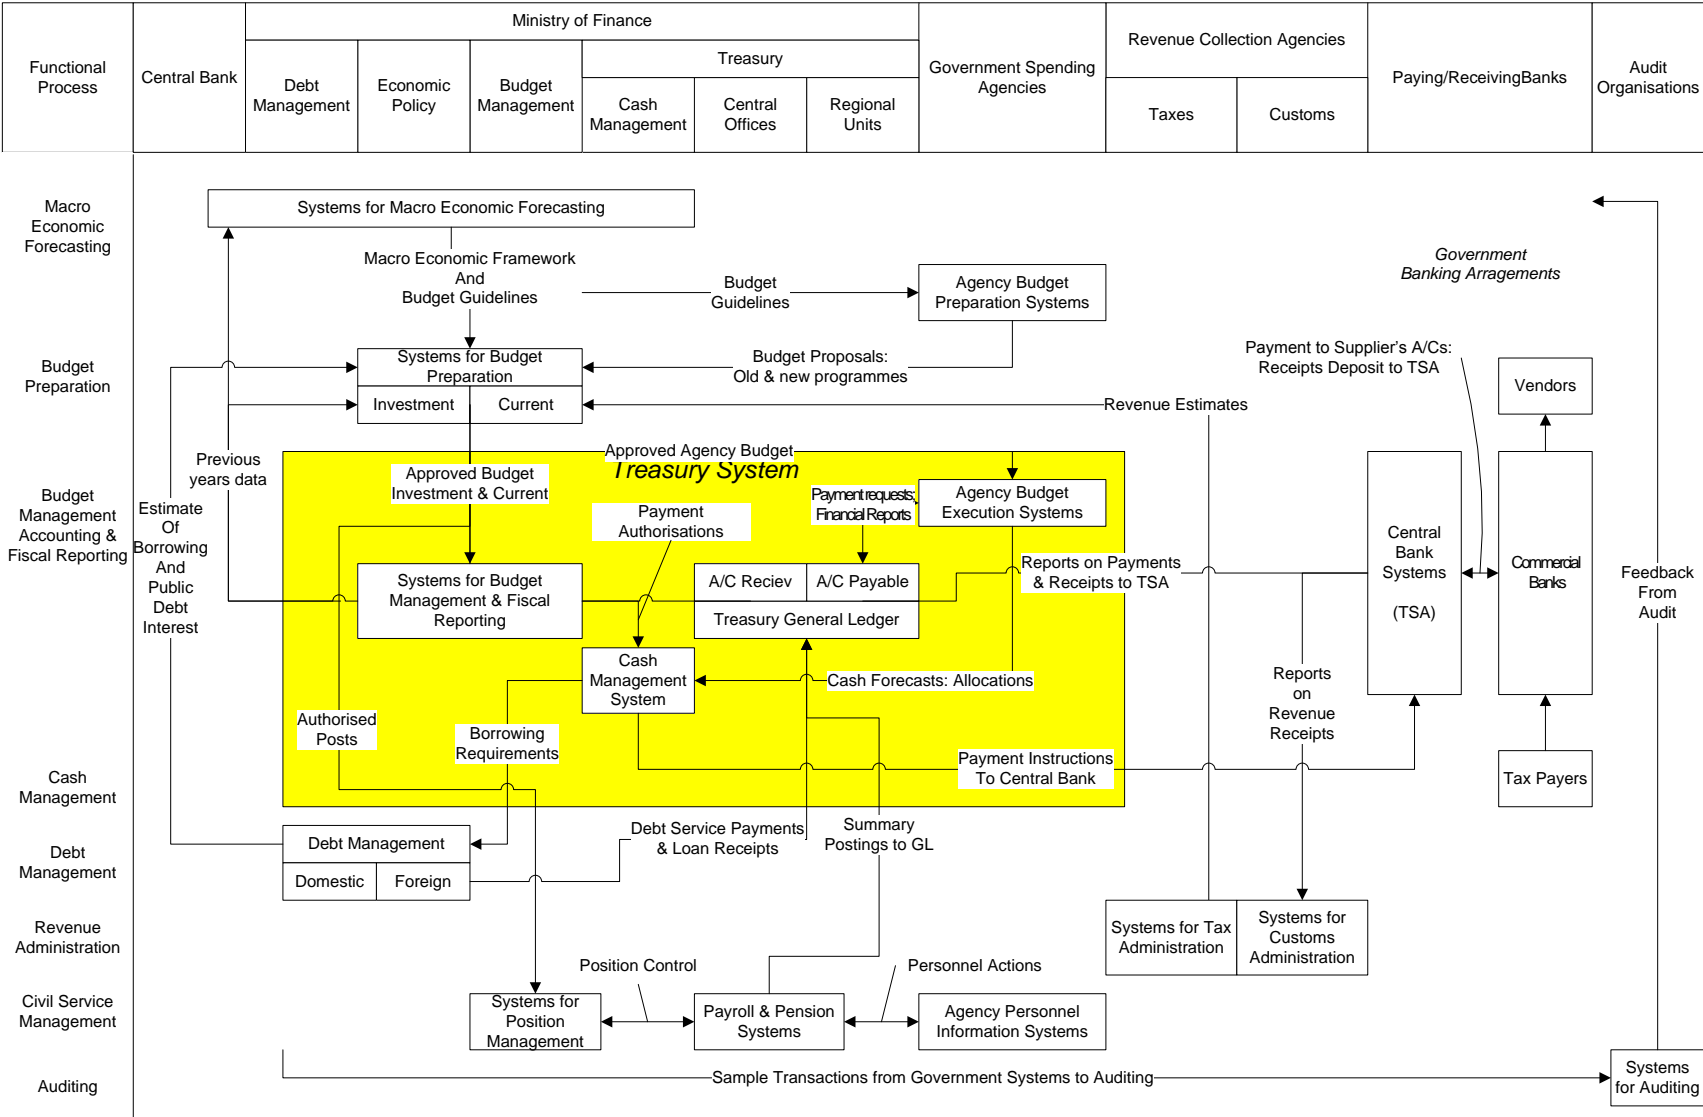 Functional
Process
Central Bank
Ministry of Finance
Debt
Management
Economic
Policy
Budget
Management
Treasury
Cash
Management
Central
Offices
Regional
Units
Government Spending
Agencies
Revenue Collection Agencies
Taxes
Customs
Paying/ReceivingBanks
Audit
Organisations
Macro
Economic
Forecasting
Systems for Macro Economic Forecasting
Macro Economic Framework
And
Budget Guidelines
Budget
Guidelines
Agency Budget
Preparation Systems
Government
Banking Arragements
Budget
Preparation
Systems for Budget
Preparation
Investment
Current
Budget Proposals:
Old & new programmes
Revenue Estimates
Payment to Supplier's A/Cs:
Receipts Deposit to TSA
Vendors
Budget
Management
Accounting &
Fiscal Reporting
Estimate
Of
Borrowing
And
Public
Debt
Interest
Previous
years data
Approved Agency Budget
Treasury System
Approved Budget
Investment & Current
Payment
Authorisations
Payment requests;
Financial Reports
Agency Budget
Execution Systems
Systems for Budget
Management & Fiscal
Reporting
A/C Reciev
A/C Payable
Treasury General Ledger
Reports on Payments
& Receipts to TSA
Central
Bank
Systems
(TSA)
Commercial
Banks
Feedback
From
Audit
Cash
Management
System
Cash Forecasts: Allocations
Reports
on
Revenue
Receipts
Authorised
Posts
Borrowing
Requirements
Payment Instructions
To Central Bank
Tax Payers
Cash
Management
Debt
Management
Debt Management
Domestic
Foreign
Debt Service Payments
& Loan Receipts
Summary
Postings to GL
Revenue
Administration
Systems for Tax
Administration
Systems for
Customs
Administration
Civil Service
Management
Position Control
Personnel Actions
Systems for
Position
Management
Payroll & Pension
Systems
Agency Personnel
Information Systems
Auditing
Sample Transactions from Government Systems to Auditing
Systems
for Auditing